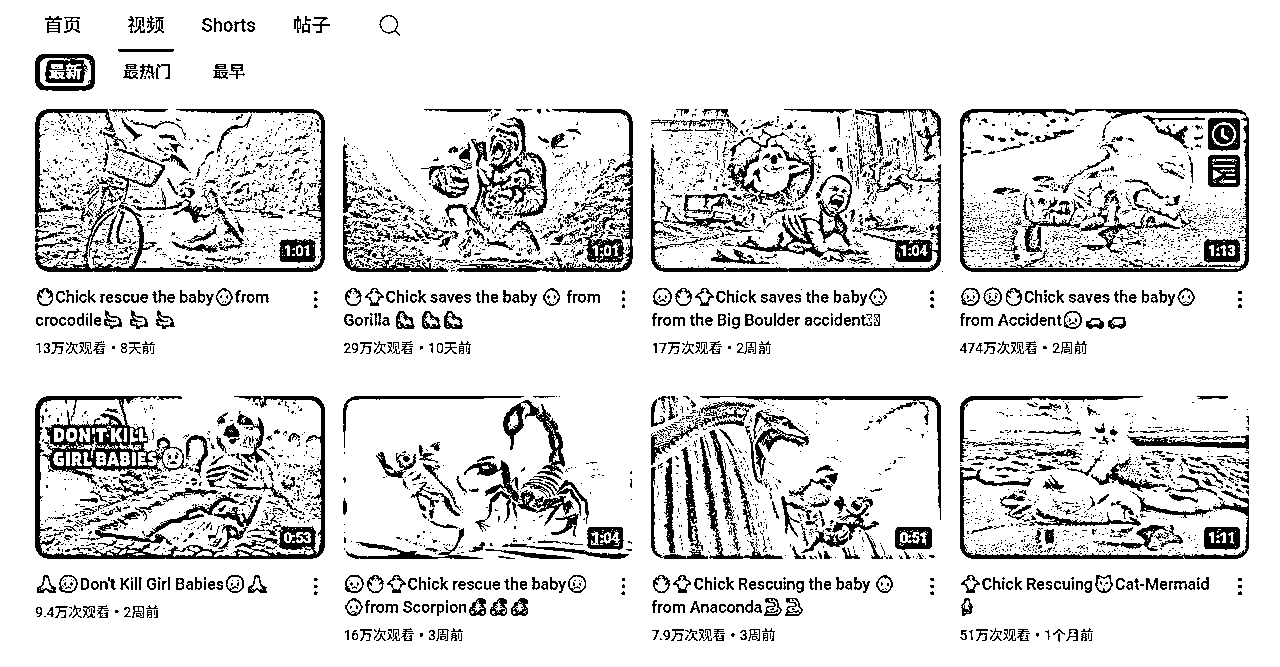 首页 视频 Shorts 帖子
最新 最热门 最早
1:01 1:01 1:04 1:13
Chick rescue the baby from
crocodile
13万次观看・8天前
Chick saves the baby from
Gorilla
29万次观看・10天前
Chick saves the baby
from the Big Boulder accident
17万次观看・2周前
Chick saves the baby
from Accident
474万次观看・2周前
DON'T KILL
GIRL BABIES
0:53 1:04 0:51 1:11
Don't Kill Girl Babies
9.4万次观看・2周前
Chick rescue the baby
from Scorpion
16万次观看・3周前
Chick Rescuing the baby
from Anaconda
7.9万次观看・3周前
Chick Rescuing Cat-Mermaid
51万次观看・1个月前